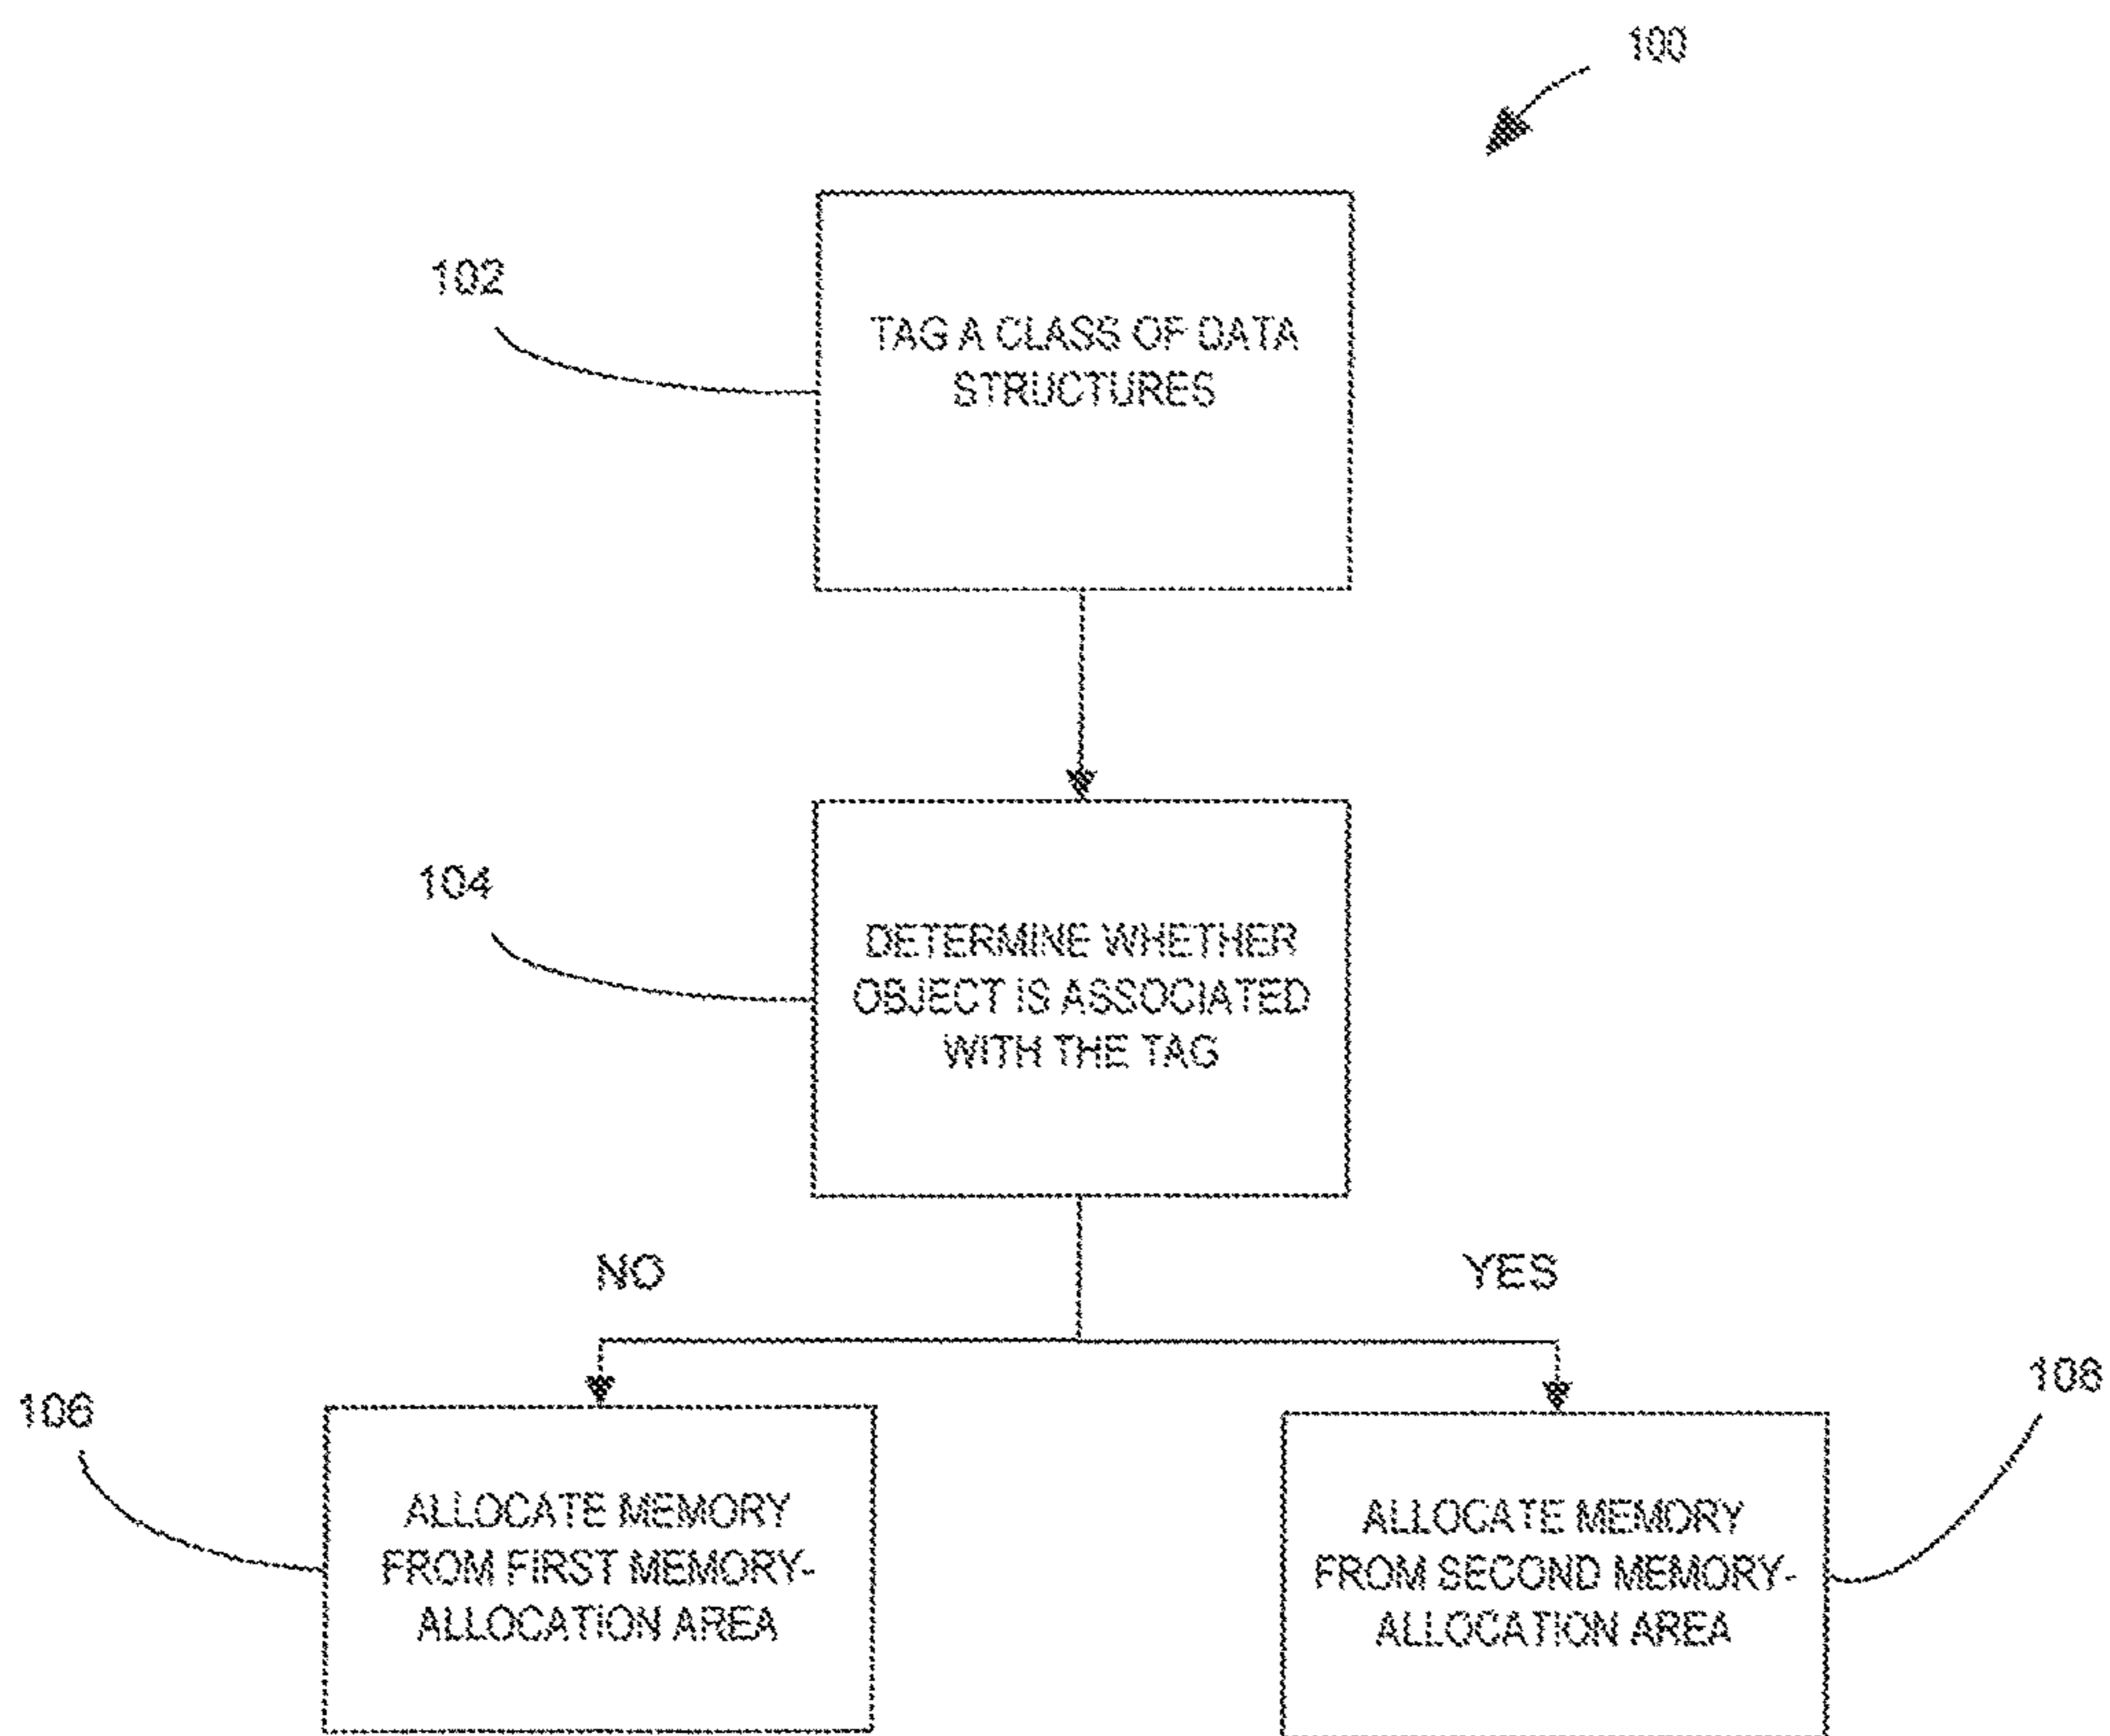 100
102
TAG A CLASS OF DATA
STRUCTURES
104
DETERMINE WHETHER
OBJECT IS ASSOCIATED
WITH THE TAG
NO
YES
106
108
ALLOCATE MEMORY
FROM FIRST MEMORY-
ALLOCATION AREA
ALLOCATE MEMORY
FROM SECOND MEMORY-
ALLOCATION AREA